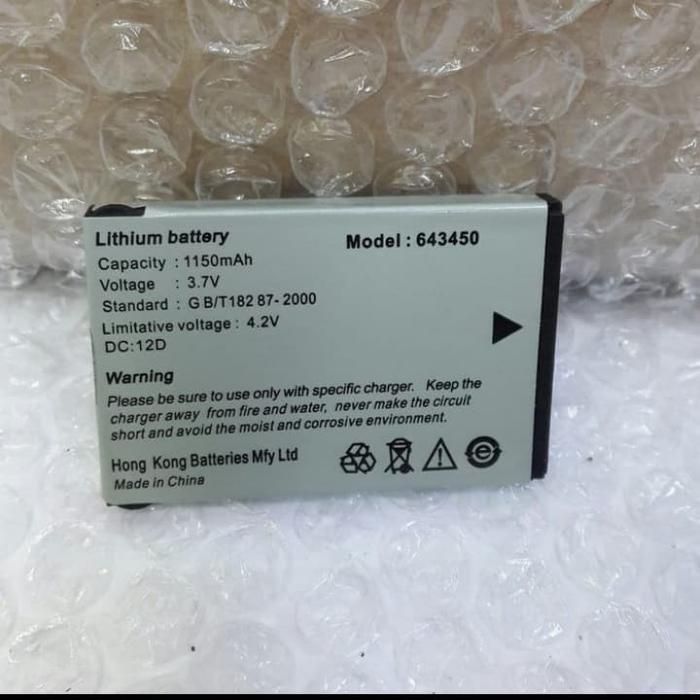 Lithium battery
Model : 643450
Capacity : 1150mAh
Voltage : 3.7V
Standard : G B/T182 87- 2000
Limitative voltage : 4.2V
DC:12D
Warning
Please be sure to use only with specific charger. Keep the
charger away from fire and water, never make the circuit
short and avoid the moist and corrosive environment.
Hong Kong Batteries Mfy Ltd
Made in China